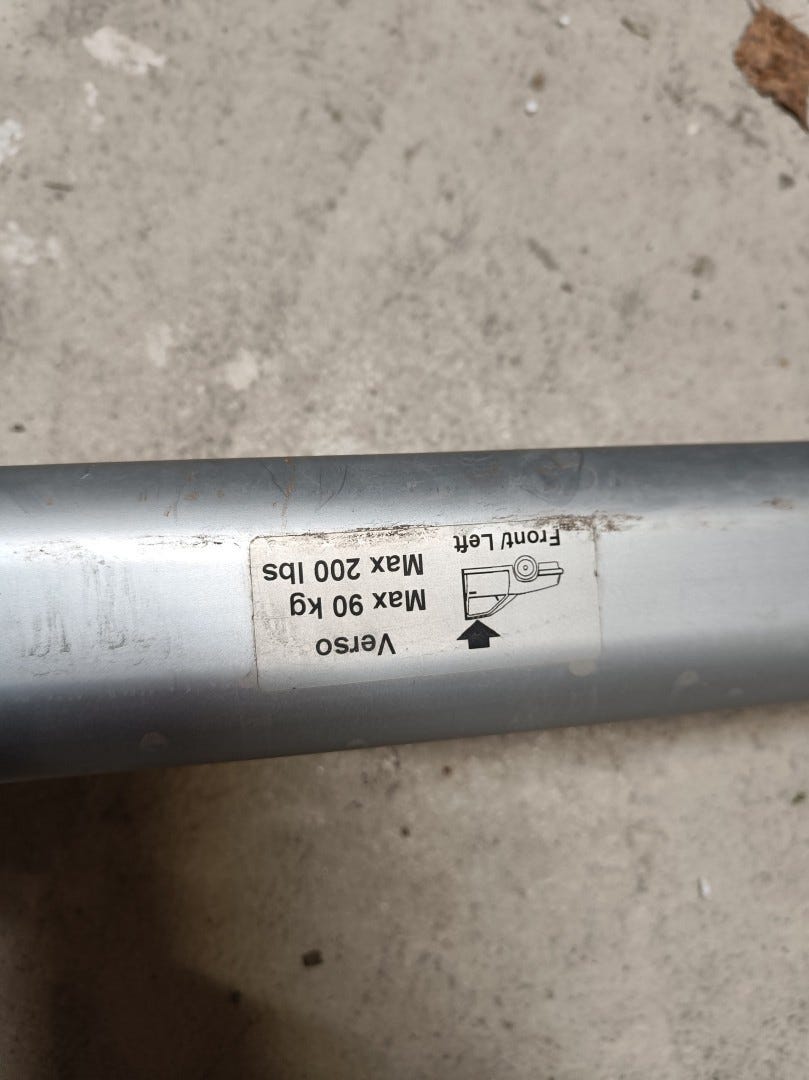 Verso
Max 90 kg
Max 200 lbs
Front/ Left